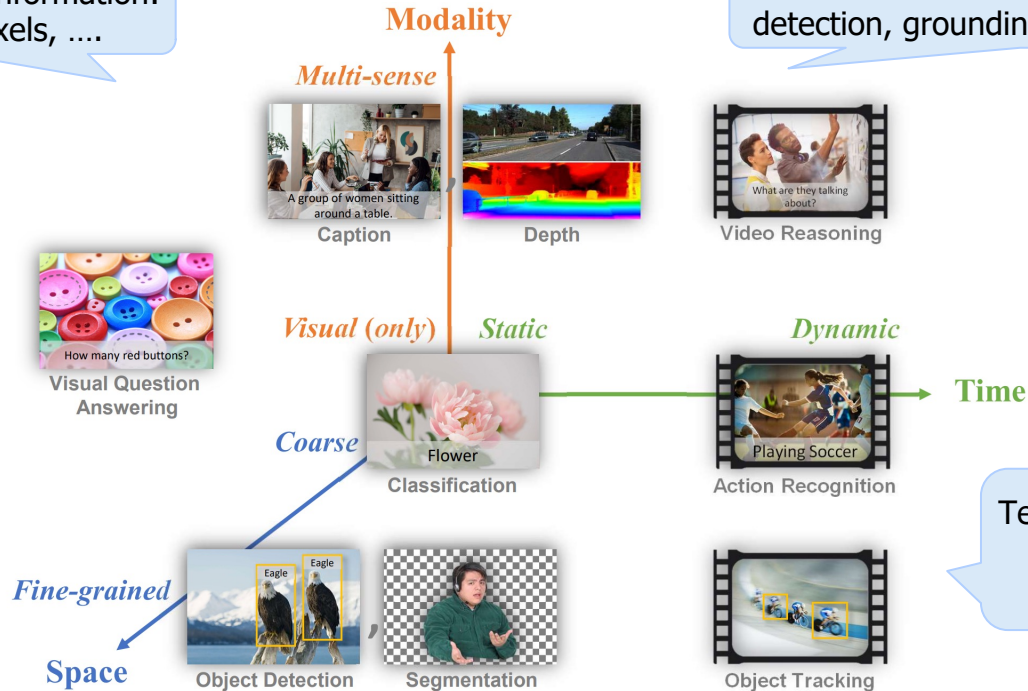 information.
xels, ….
detection, groundin
Modality
Multi-sense
A group of women sitting
around a table.
,
Caption
Depth
What are they talking
about?
Video Reasoning
How many red buttons?
Visual Question
Answering
Visual (only)
Static
Dynamic
Time
Coarse
Flower
Classification
Playing Soccer
Action Recognition
Te
Fine-grained
Space
Eagle
Eagle
,
Object Detection
Segmentation
Object Tracking